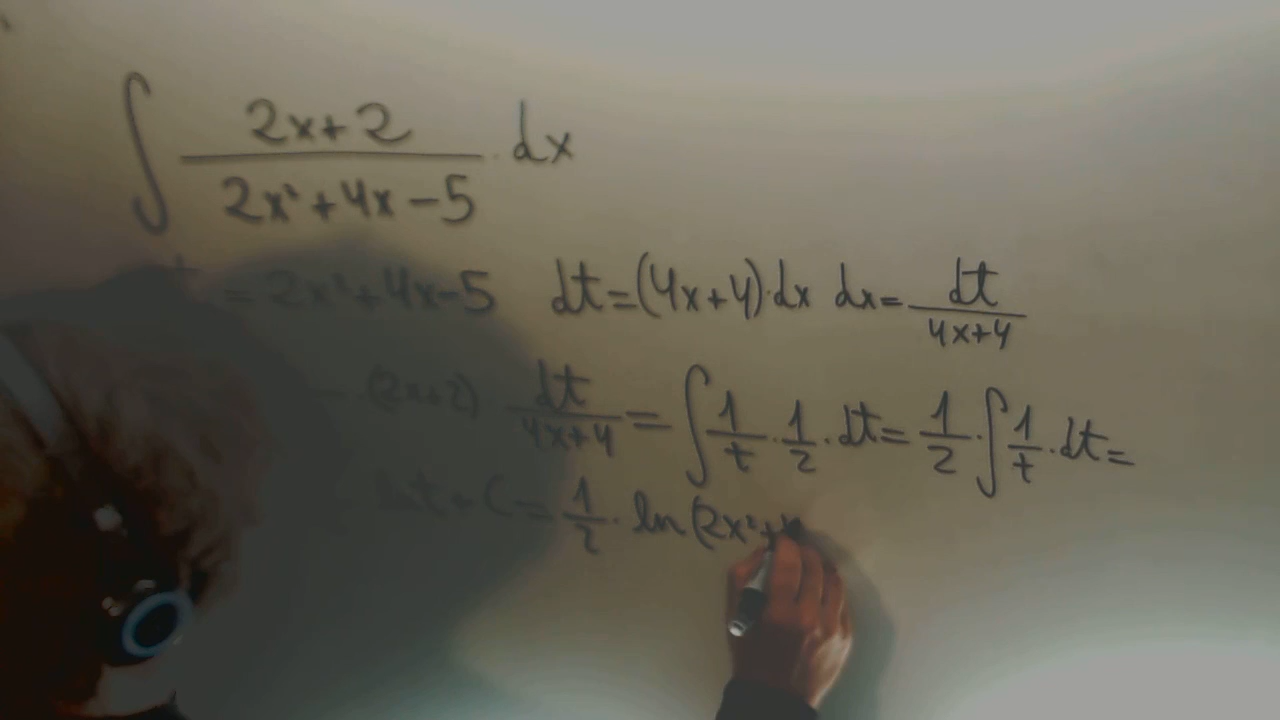 ∫ (2x+2)/(2x²+4x-5) · dx
t = 2x²+4x-5 dt=(4x+4)·dx dx=dt/(4x+4)
·(2x+2) dt/(4x+4) = ∫ 1/t · 1/2 · dt = 1/2 · ∫ 1/t · dt =
ln t + C = 1/2 · ln (2x²+